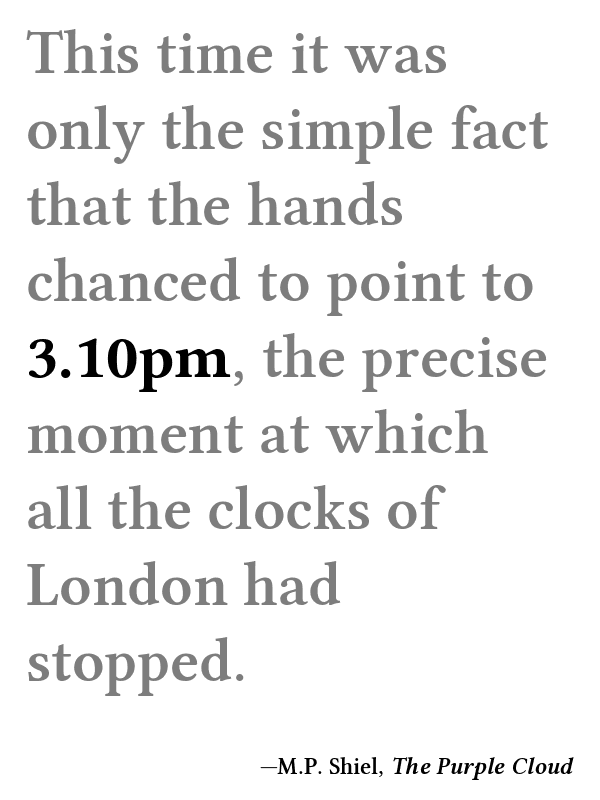 This time it was
only the simple fact
that the hands
chanced to point to
3.10pm, the precise
moment at which
all the clocks of
London had
stopped.
—M.P. Shiel, The Purple Cloud